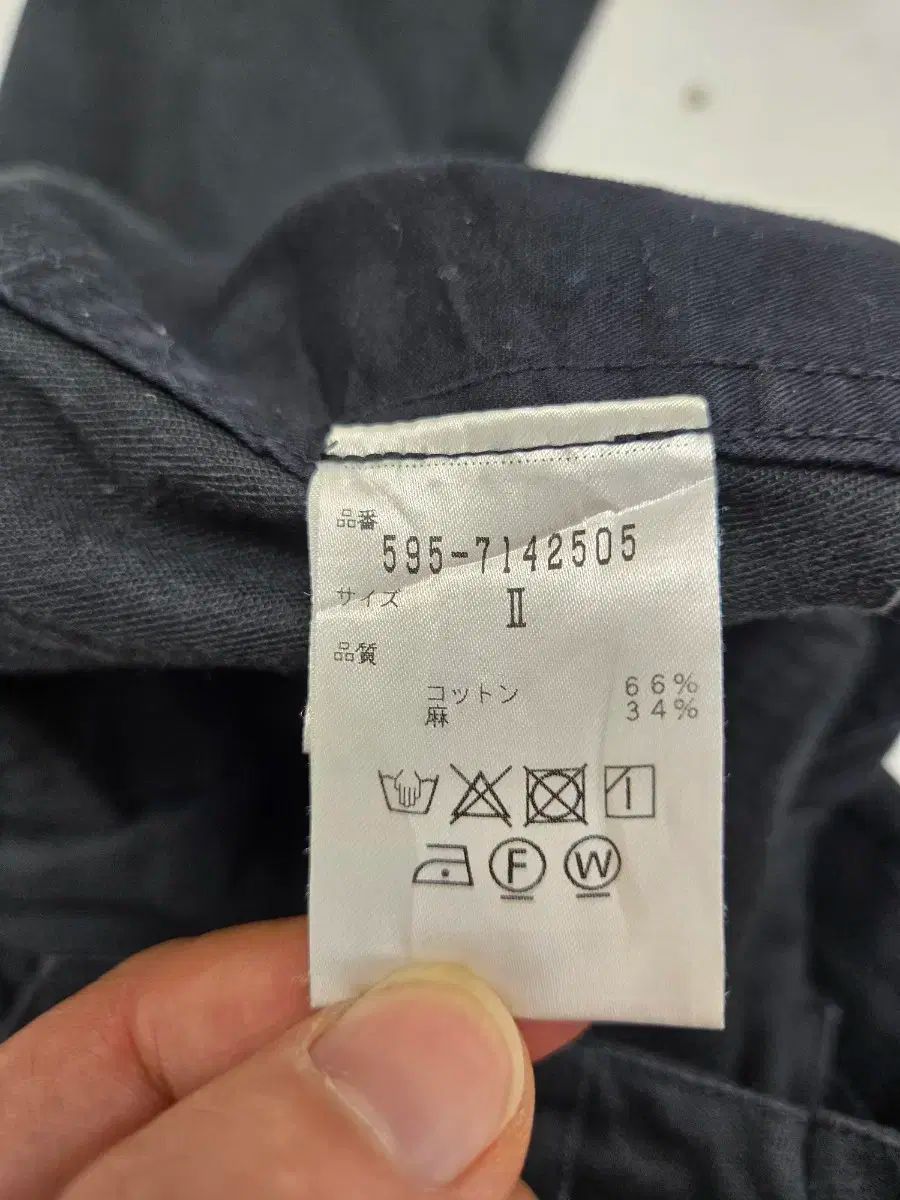 品番
595-7142505
サイズ II
品質
コットン 66%
麻 34%
F W